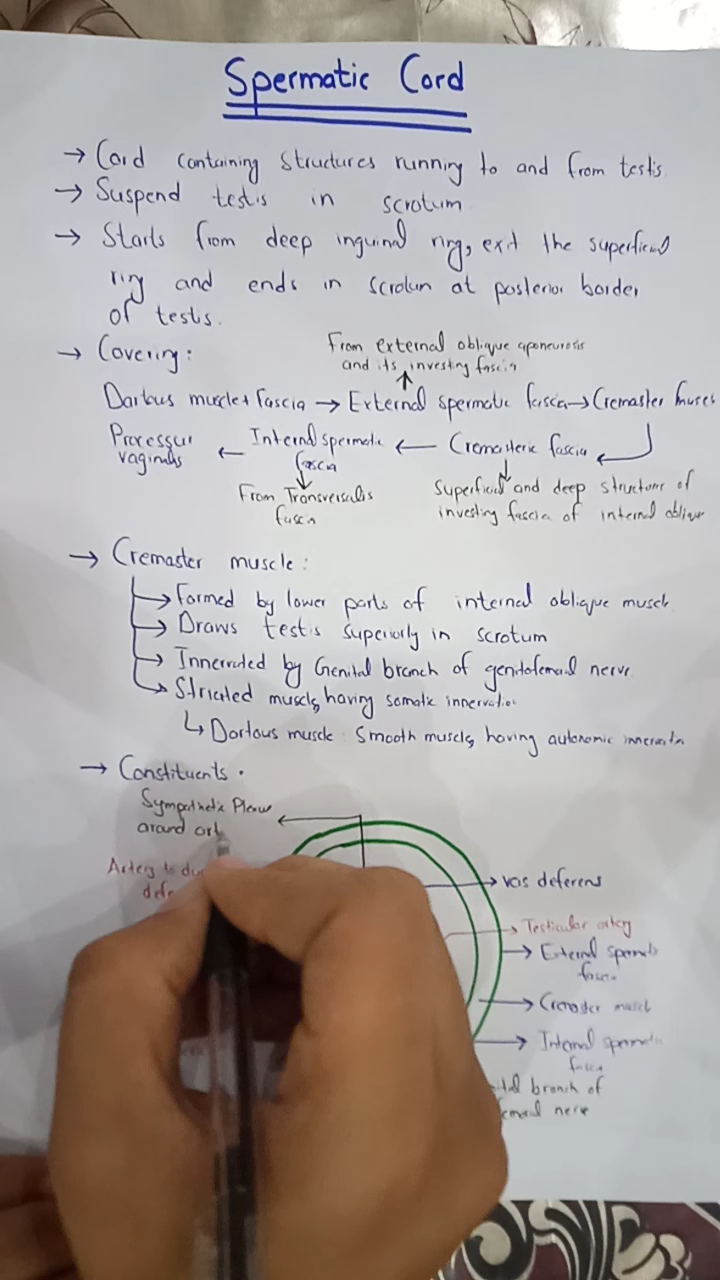 Spermatic Cord
→ Cord containing structures running to and from testis
→ Suspend testis in scrotum
→ Starts from deep inguinal ring, exit the superficial
ring and ends in scrotum at posterior border
of testis.
→ Covering:
From external oblique aponeurosis
and its investing fascia
Dartous muscle + fascia → External spermatic fascia → Cremaster muscles
Processus vaginalis ← Internal spermatic fascia ← Cremasteric fascia
From Transversalis fascia
Superficial and deep structure of
investing fascia of internal oblique
→ Cremaster muscle:
→ Formed by lower parts of internal oblique muscle
→ Draws testis superiorly in scrotum
→ Innervated by Genital branch of genitofemoral nerve
→ Striated muscle, having somatic innervation
↳ Dartous muscle: Smooth muscle, having autonomic innervation
→ Constituents.
Sympathetic Plexus
around art
Artery to
→ vas deferens
→ Testicular artery
→ External spermatic
fascia
→ Cremaster muscle
→ Internal spermatic
fascia
branch of
nerve